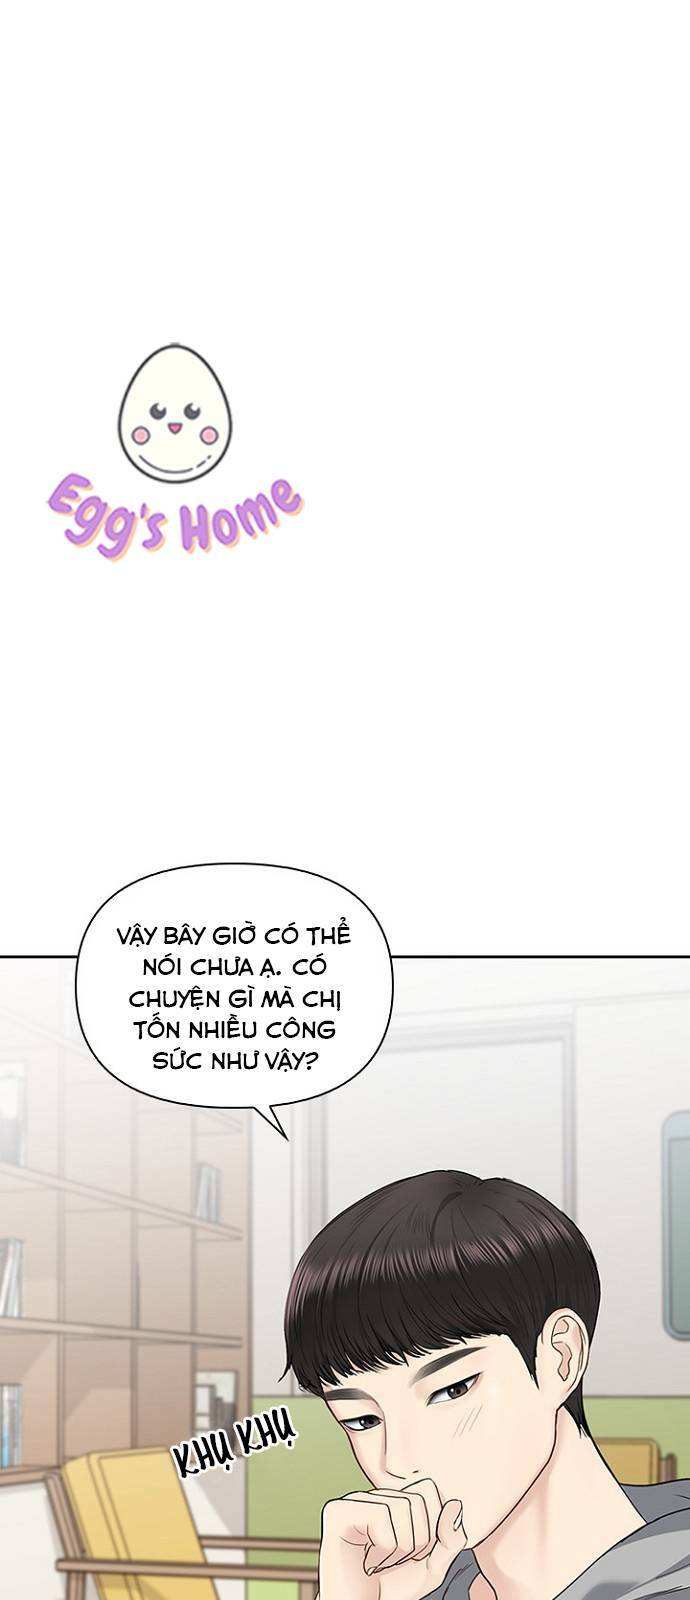 Egg's Home
VẬY BÂY GIỜ CÓ THỂ
NÓI CHƯA Ạ. CÓ
CHUYỆN GÌ MÀ CHỊ
TỐN NHIỀU CÔNG
SỨC NHƯ VẬY?
KHỤ KHỤ